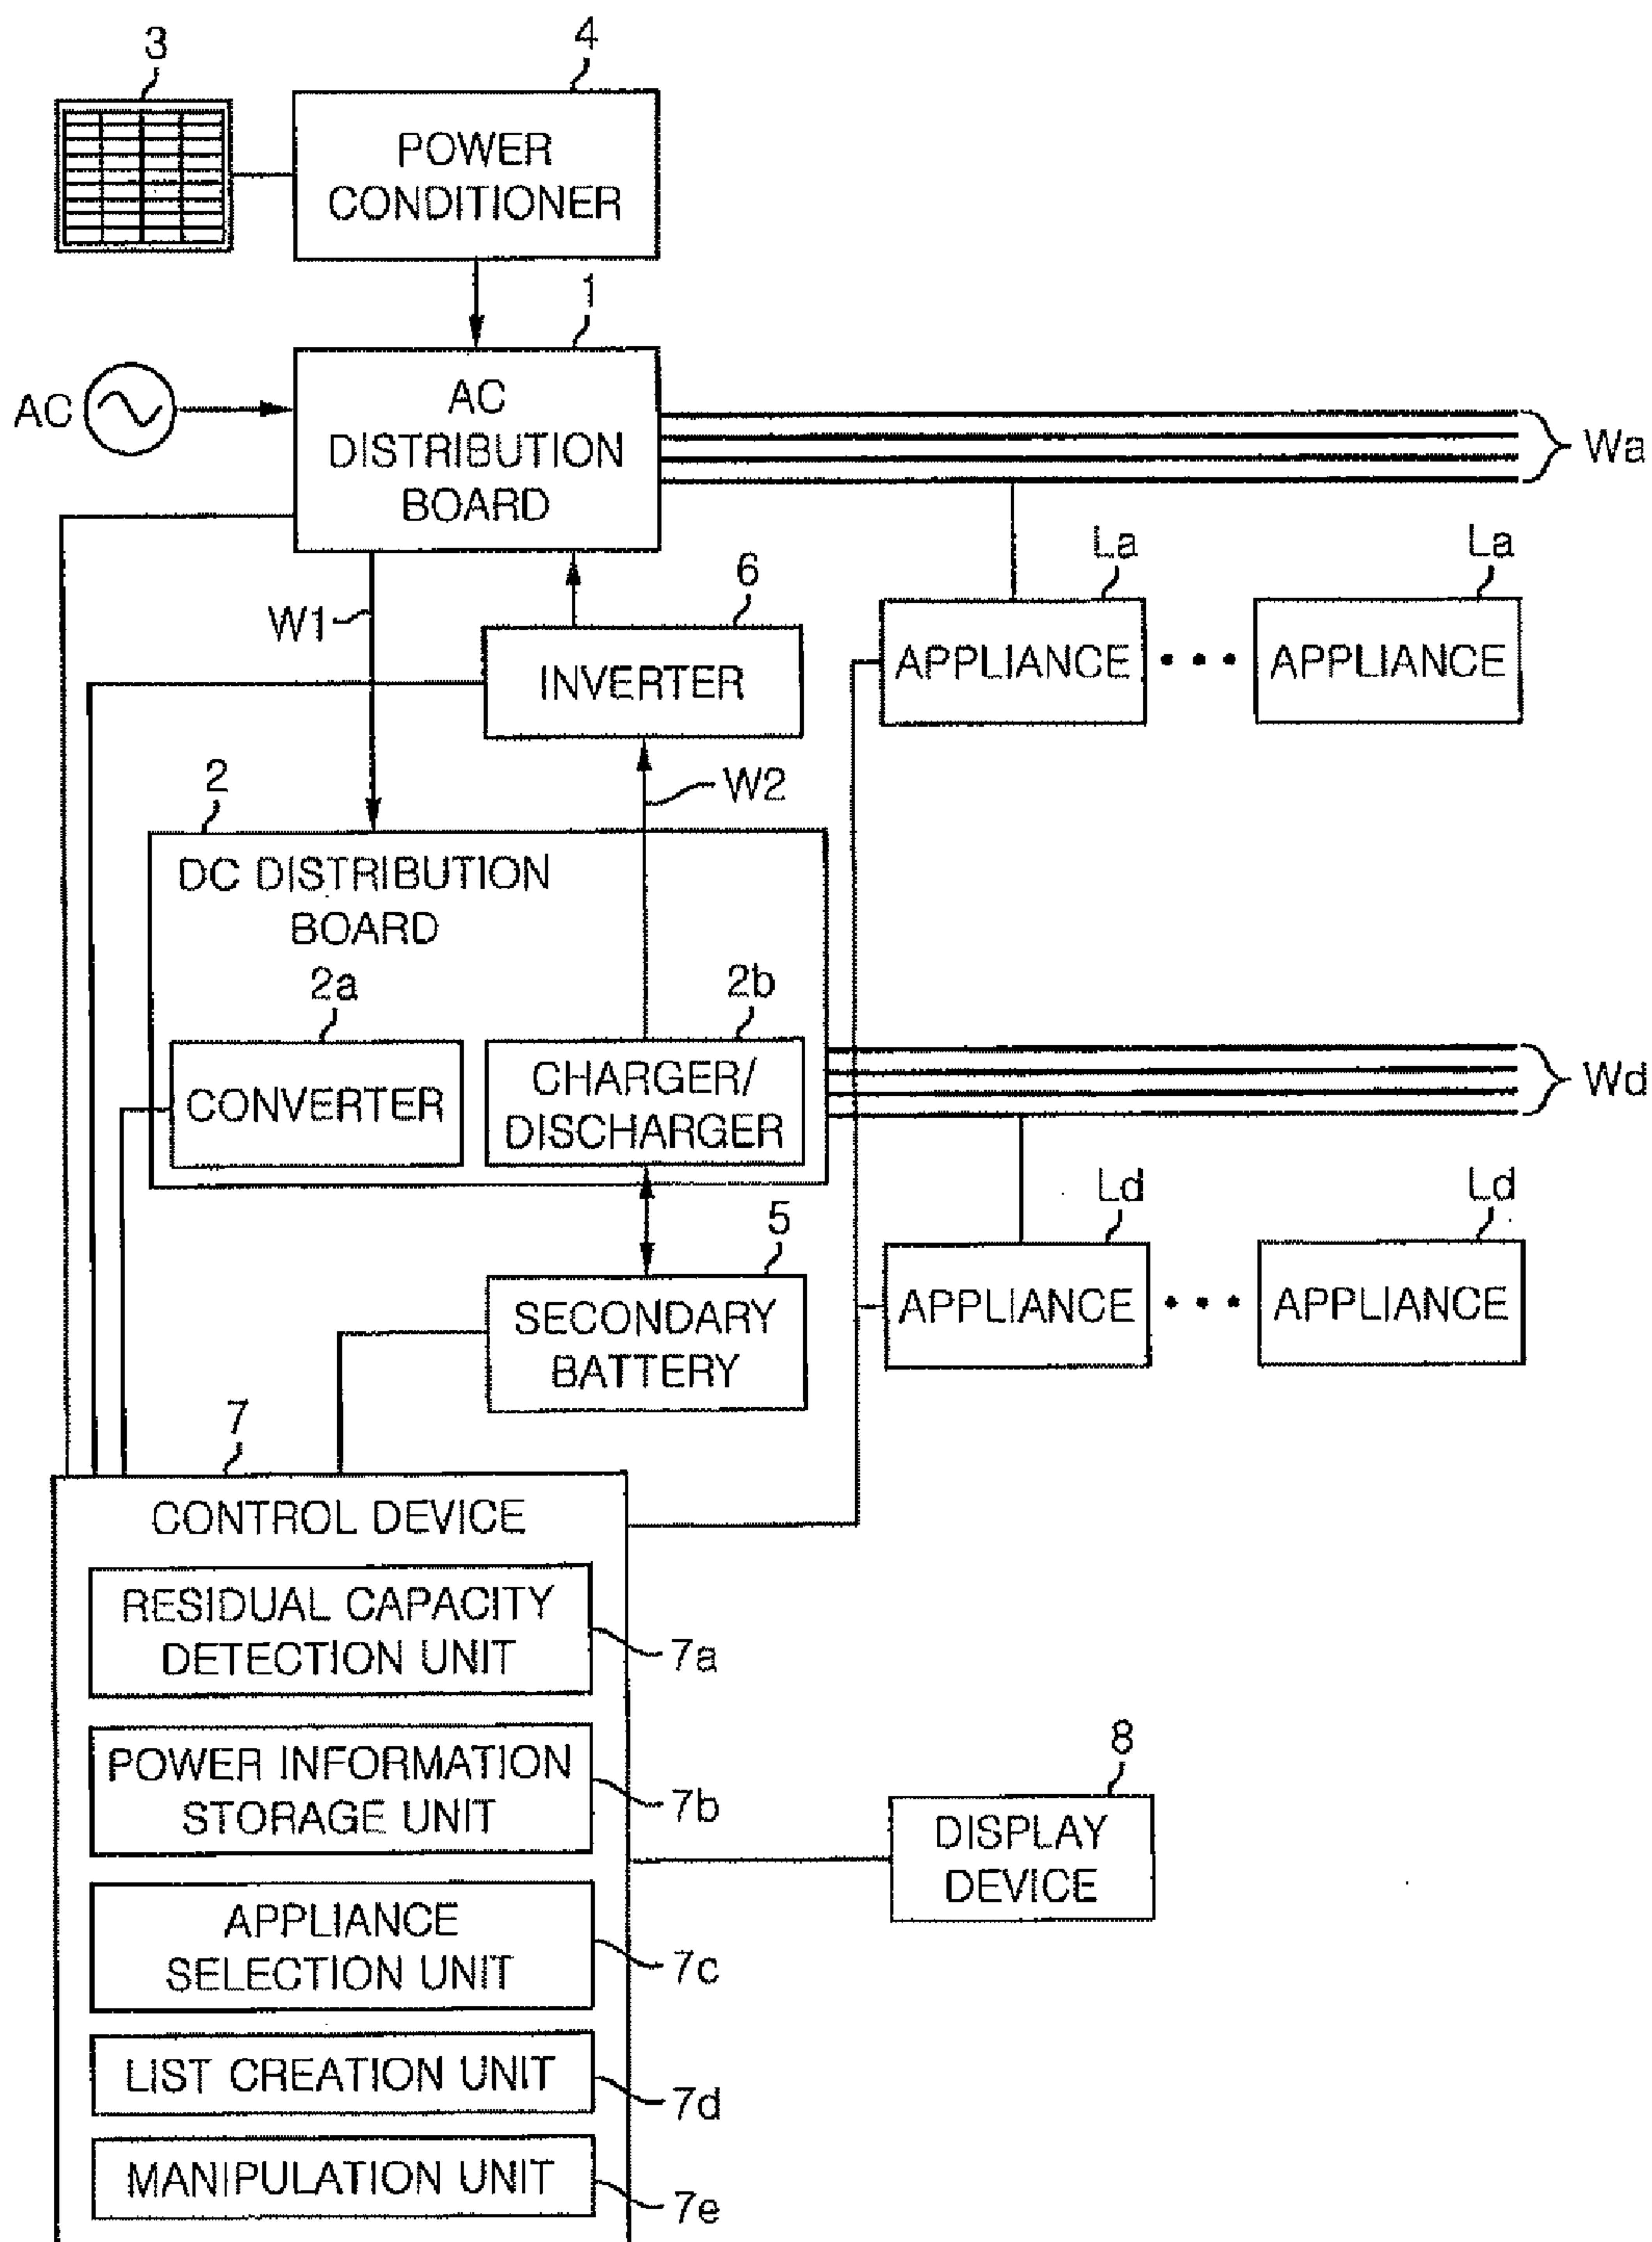 3
4
POWER
CONDITIONER
1
AC
AC
DISTRIBUTION
BOARD
Wa
La
La
6
W1
INVERTER
APPLIANCE
APPLIANCE
2
W2
DC DISTRIBUTION
BOARD
2a
2b
CONVERTER
CHARGER/
DISCHARGER
Wd
Ld
Ld
5
SECONDARY
BATTERY
APPLIANCE
APPLIANCE
7
CONTROL DEVICE
RESIDUAL CAPACITY
DETECTION UNIT
7a
POWER INFORMATION
STORAGE UNIT
7b
8
DISPLAY
DEVICE
APPLIANCE
SELECTION UNIT
7c
LIST CREATION UNIT
7d
MANIPULATION UNIT
7e